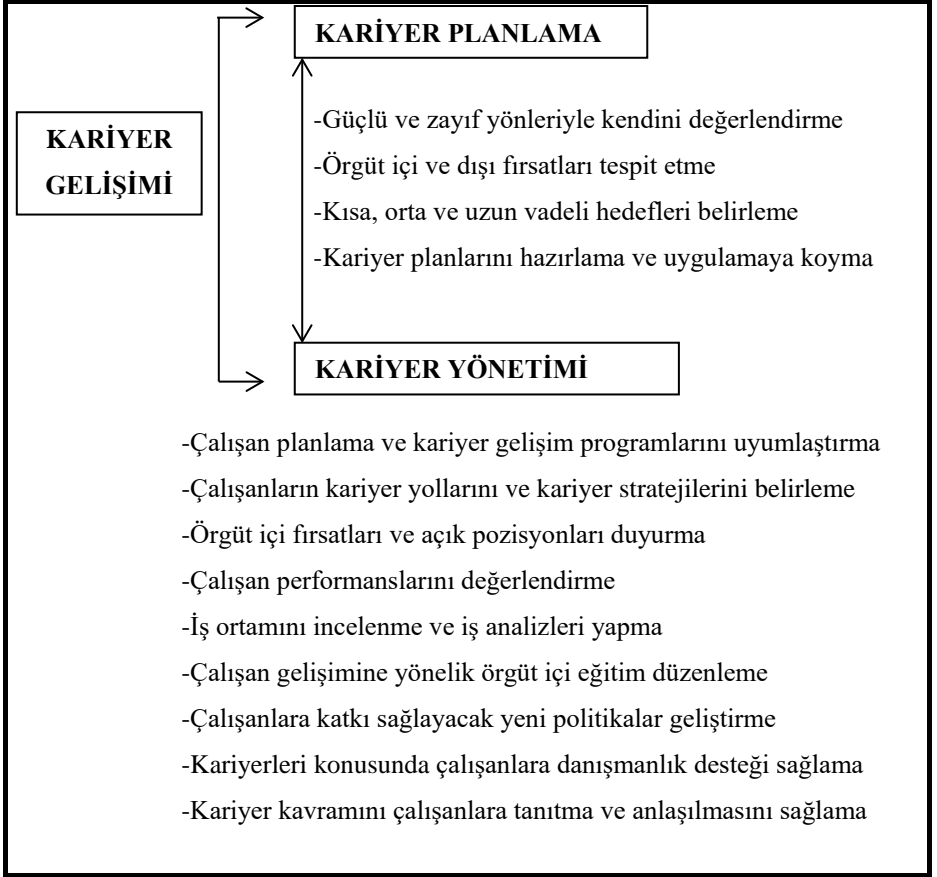 KARİYER PLANLAMA
KARİYER
GELİŞİMİ
-Güçlü ve zayıf yönleriyle kendini değerlendirme
-Örgüt içi ve dışı fırsatları tespit etme
-Kısa, orta ve uzun vadeli hedefleri belirleme
-Kariyer planlarını hazırlama ve uygulamaya koyma
KARİYER YÖNETİMİ
-Çalışan planlama ve kariyer gelişim programlarını uyumlaştırma
-Çalışanların kariyer yollarını ve kariyer stratejilerini belirleme
-Örgüt içi fırsatları ve açık pozisyonları duyurma
-Çalışan performanslarını değerlendirme
-İş ortamını incelenme ve iş analizleri yapma
-Çalışan gelişimine yönelik örgüt içi eğitim düzenleme
-Çalışanlara katkı sağlayacak yeni politikalar geliştirme
-Kariyerleri konusunda çalışanlara danışmanlık desteği sağlama
-Kariyer kavramını çalışanlara tanıtma ve anlaşılmasını sağlama